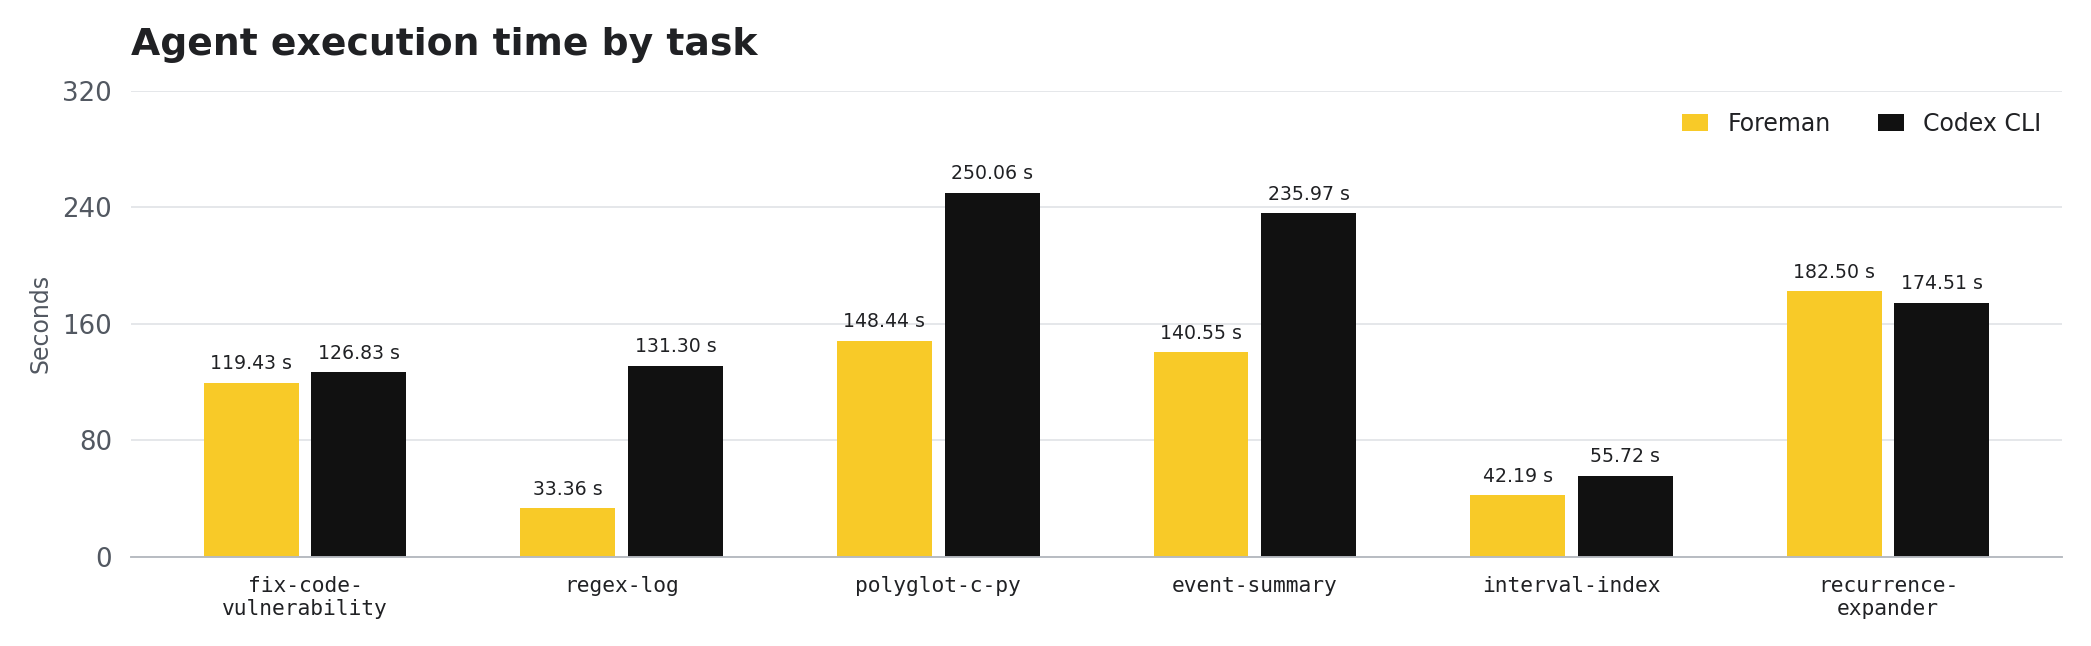 Agent execution time by task
320
Foreman
Codex CLI
250.06 s
235.97 s
240
182.50 s
174.51 s
Seconds
160
148.44 s
140.55 s
131.30 s
119.43 s
126.83 s
80
55.72 s
42.19 s
33.36 s
0
fix-code-
vulnerability
regex-log
polyglot-c-py
event-summary
interval-index
recurrence-
expander